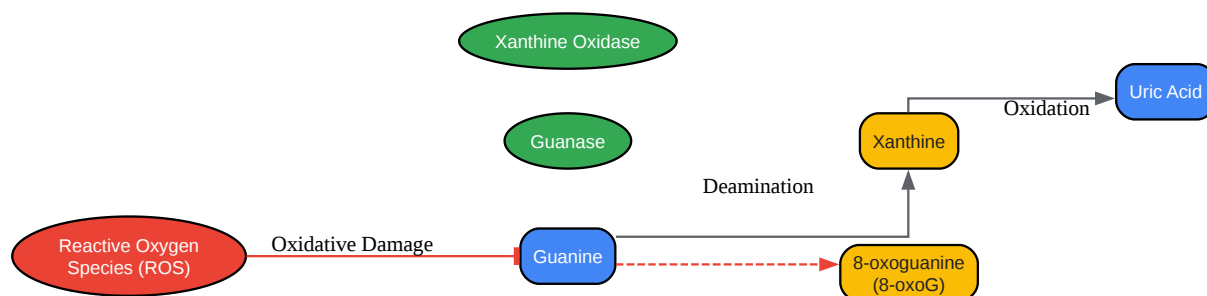 Xanthine Oxidase
Uric Acid
Oxidation
Guanase
Xanthine
Deamination
Reactive Oxygen
Species (ROS)
Oxidative Damage
Guanine
8-oxoguanine
(8-oxoG)